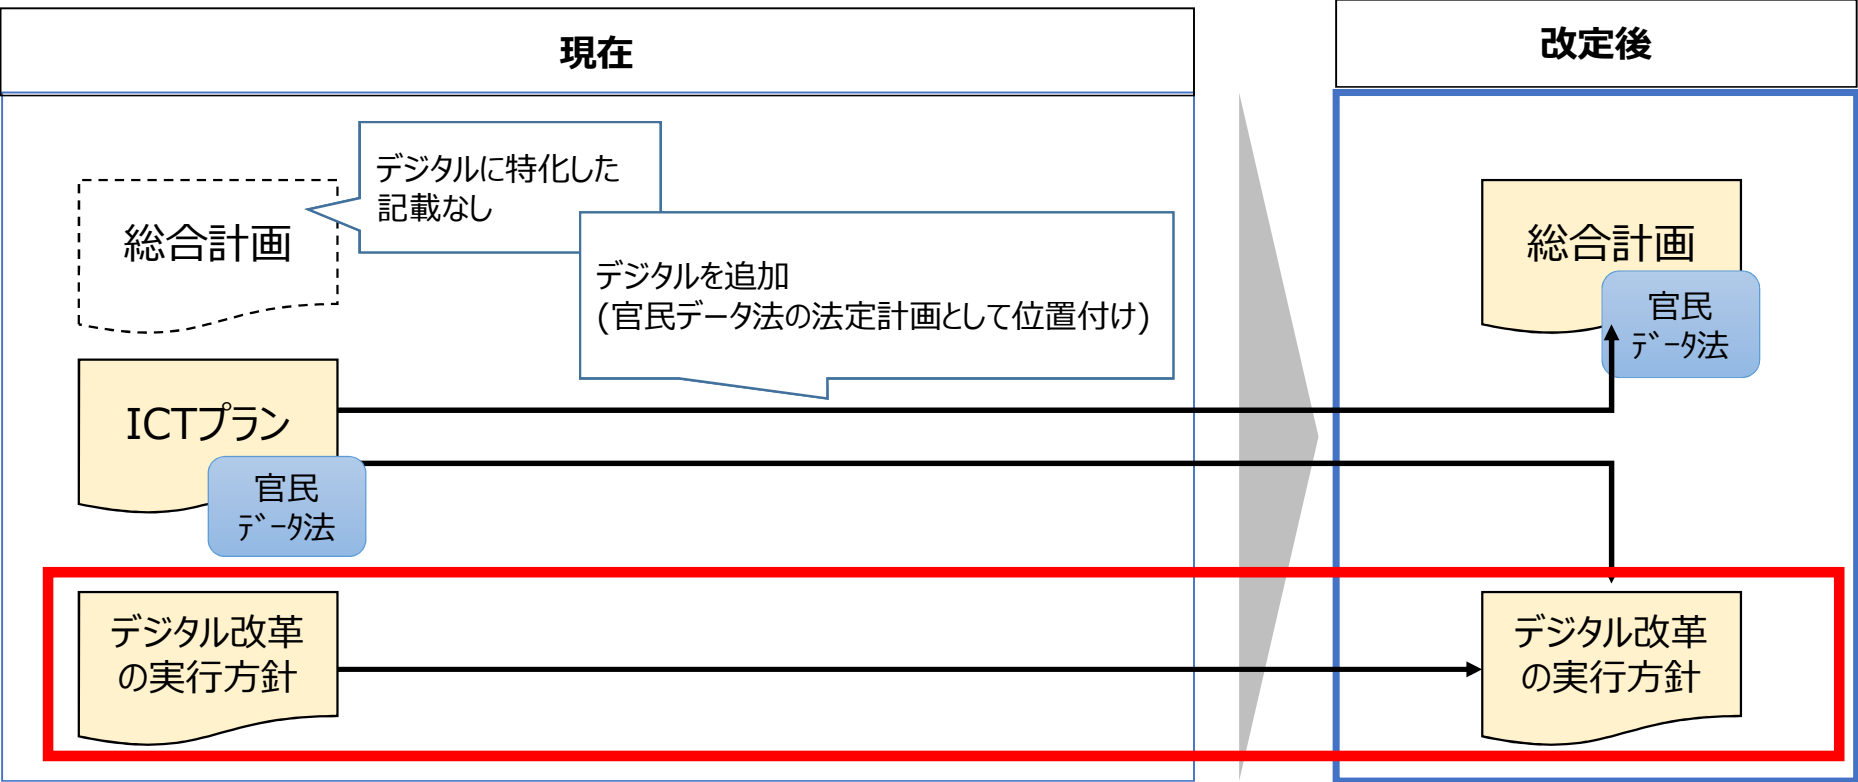 現在
改定後
デジタルに特化した
記載なし
総合計画
デジタルを追加
(官民データ法の法定計画として位置付け)
総合計画
官民
ﾃﾞｰﾀ法
ICTプラン
官民
ﾃﾞｰﾀ法
デジタル改革
の実行方針
デジタル改革
の実行方針